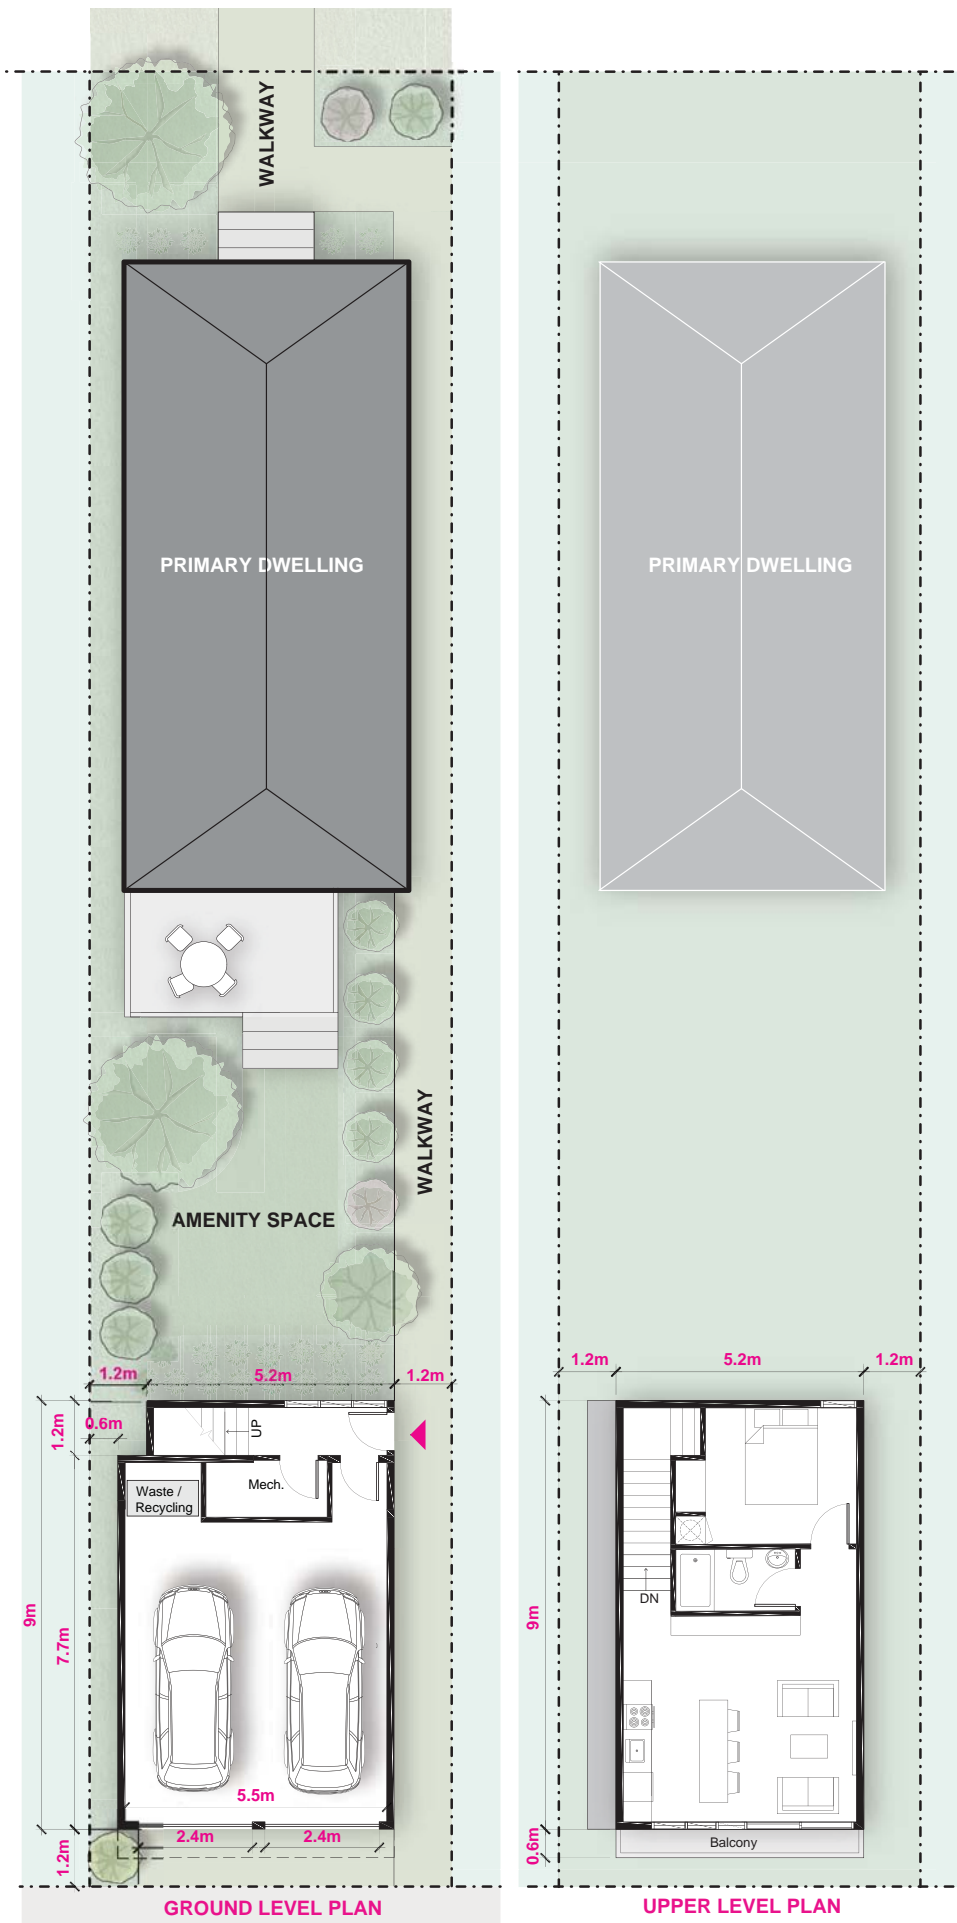 WALKWAY
PRIMARY DWELLING
WALKWAY
AMENITY SPACE
1.2m
5.2m
1.2m
0.6m
1.2m
UP
Mech.
Waste /
Recycling
9m
7.7m
5.5m
2.4m
2.4m
1.2m
GROUND LEVEL PLAN
PRIMARY DWELLING
1.2m
5.2m
1.2m
DN
9m
0.6m
Balcony
UPPER LEVEL PLAN